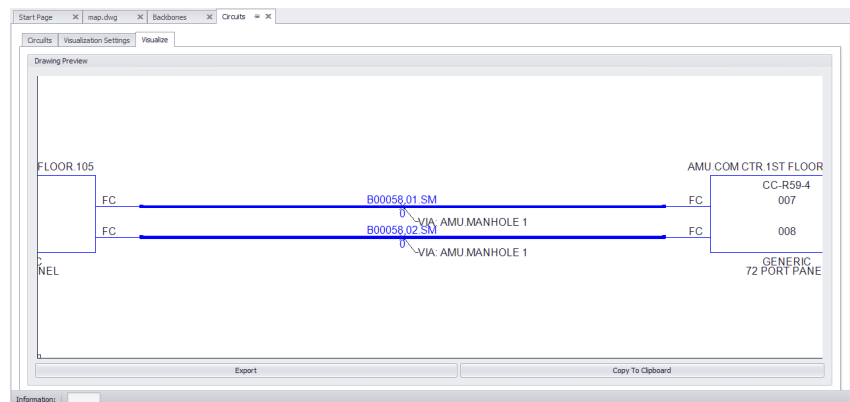 Start Page map.dwg Backbones Circuits
Circuilts Visualization Settings Visualize
Drawing Preview
FLOOR.105 AMU.COM CTR.1ST FLOOR
CC-R59-4
FC B00058,01.SM FC 007
0
VIA: AMU.MANHOLE 1
FC B00058,02.SM FC 008
0
VIA: AMU.MANHOLE 1
GENERIC
NEL 72 PORT PANE
Export Copy To Clipboard
Information: